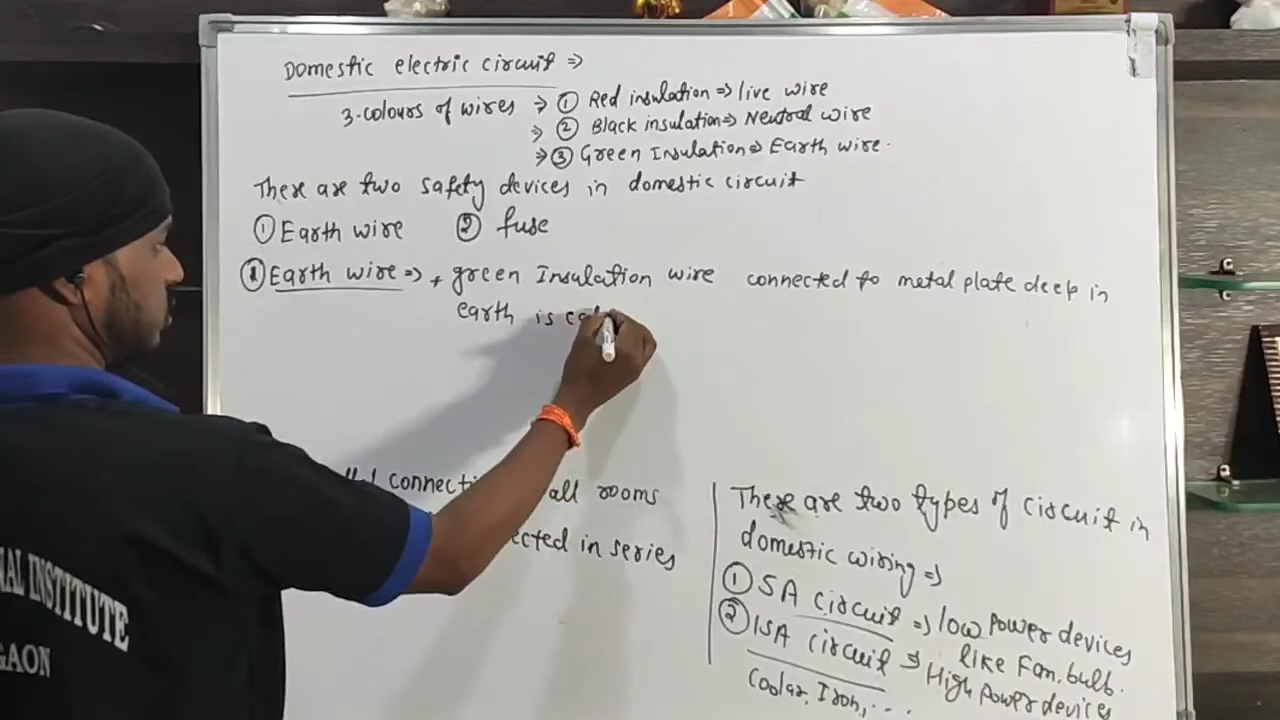 Domestic electric circuit ⇒
3-colours of wires ⇒ ① Red insulation ⇒ live wire
⇒ ② Black insulation ⇒ Neutral wire
⇒ ③ Green Insulation ⇒ Earth wire.
There are two safety devices in domestic circuit
① Earth wire ② fuse
① Earth wire ⇒ + green Insulation wire connected to metal plate deep in
earth is
connecti all rooms
ected in series
There are two types of circuit in
domestic wiring ⇒
① 5A circuit ⇒ low power devices
like Fan, bulb.
② 15A circuit ⇒ High power devices
Coolar, Iron, ....
NAL INSTITUTE
GAON